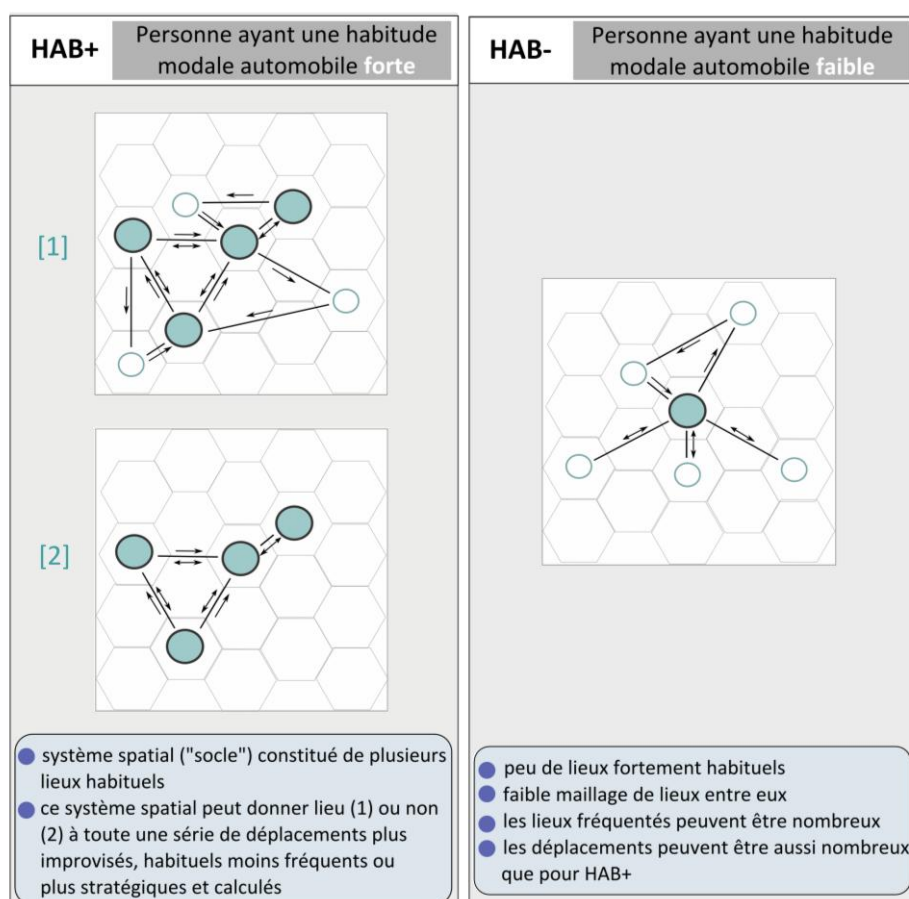 HAB+
Personne ayant une habitude
modale automobile forte
[1]
[2]
système spatial ("socle") constitué de plusieurs
lieux habituels
ce système spatial peut donner lieu (1) ou non
(2) à toute une série de déplacements plus
improvisés, habituels moins fréquents ou
plus stratégiques et calculés
HAB-
Personne ayant une habitude
modale automobile faible
peu de lieux fortement habituels
faible maillage de lieux entre eux
les lieux fréquentés peuvent être nombreux
les déplacements peuvent être aussi nombreux
que pour HAB+